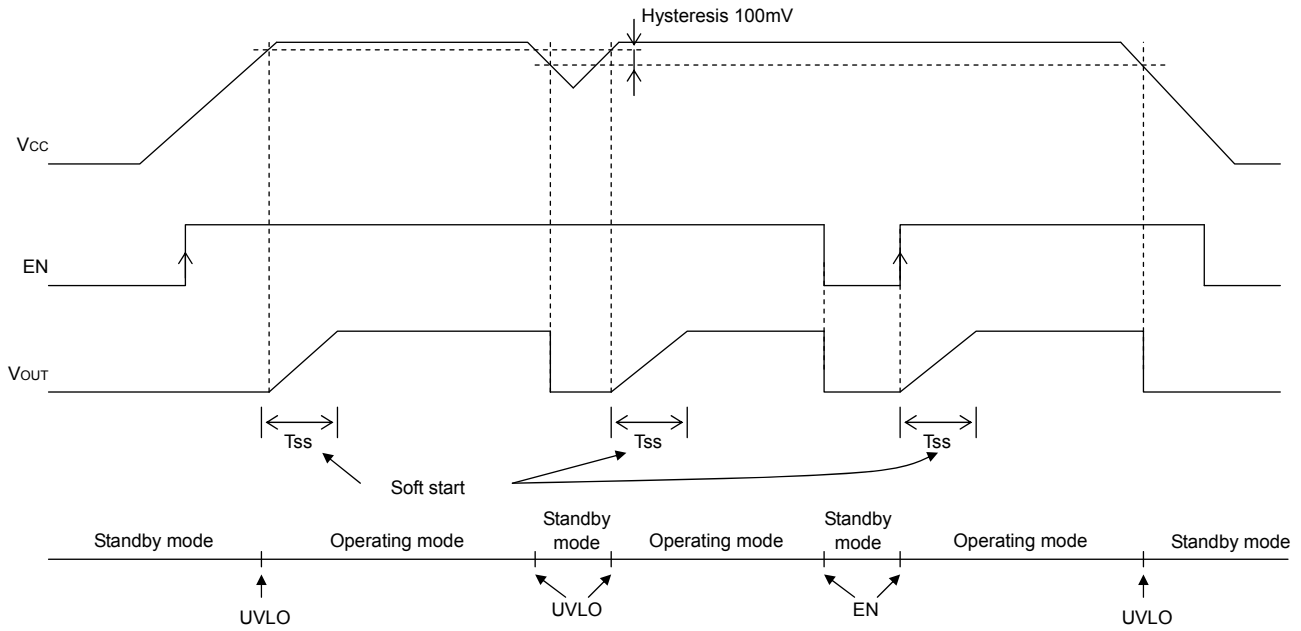 Hysteresis 100mV
VCC
EN
VOUT
Tss
Tss
Tss
Soft start
Standby mode
Operating mode
Standby
mode
Operating mode
Standby
mode
Operating mode
Standby mode
UVLO
UVLO
EN
UVLO